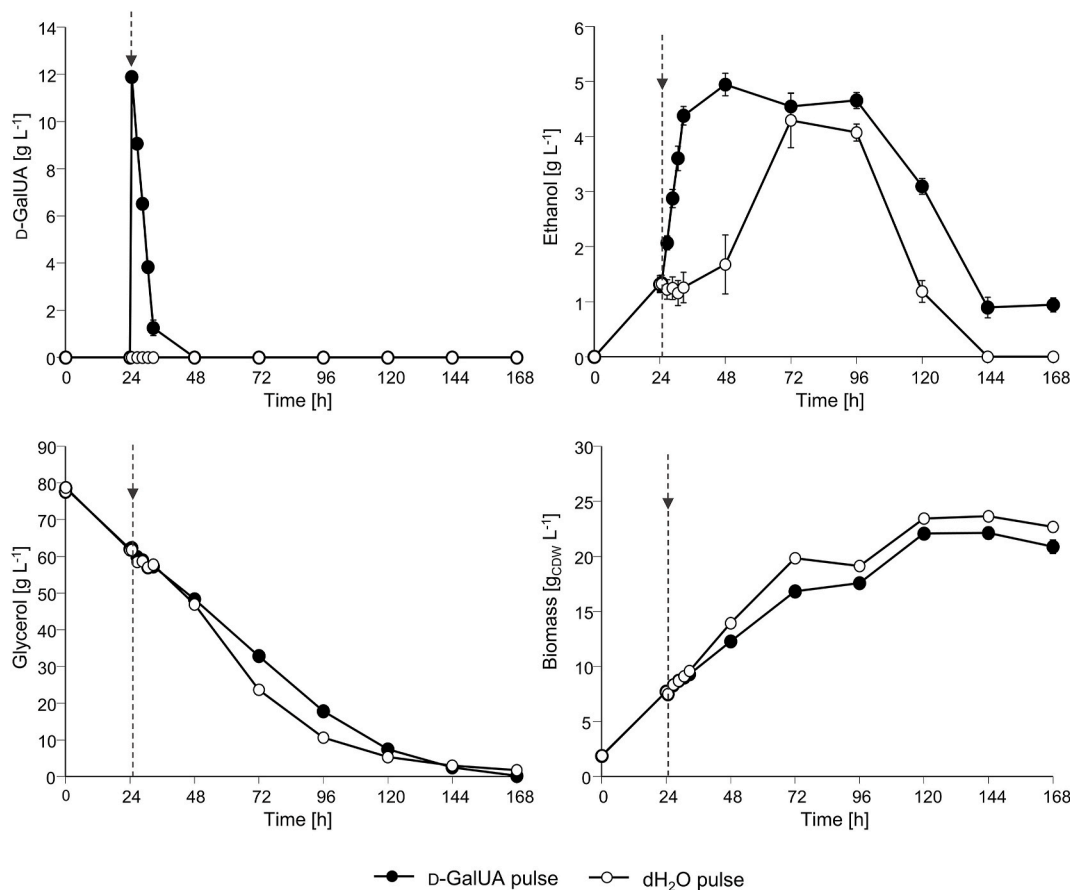 D-GalUA [g L⁻¹]
14
12
10
8
6
4
2
0
0 24 48 72 96 120 144 168
Time [h]
Ethanol [g L⁻¹]
6
5
4
3
2
1
0
0 24 48 72 96 120 144 168
Time [h]
Glycerol [g L⁻¹]
90
80
70
60
50
40
30
20
10
0
0 24 48 72 96 120 144 168
Time [h]
Biomass [gCDW L⁻¹]
30
25
20
15
10
5
0
0 24 48 72 96 120 144 168
Time [h]
D-GalUA pulse dH₂O pulse